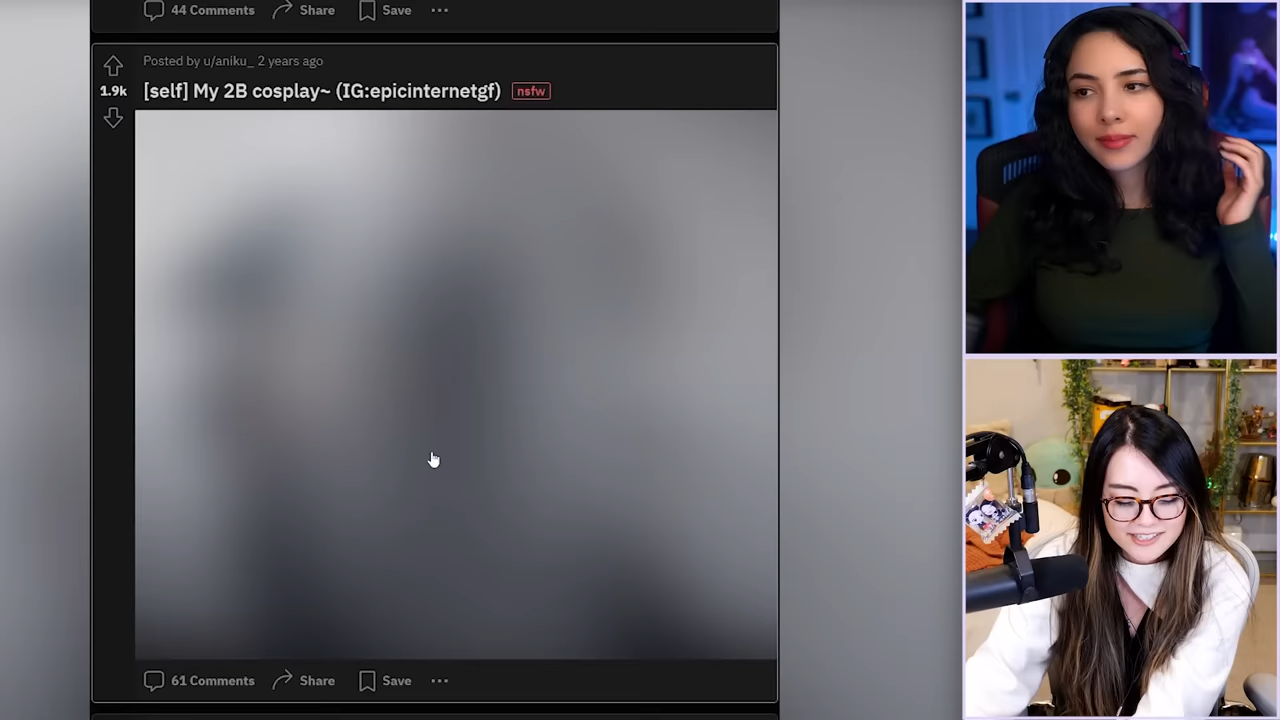 44 Comments Share Save
Posted by u/aniku_ 2 years ago
1.9k
[self] My 2B cosplay~ (IG:epicinternetgf) nsfw
61 Comments Share Save